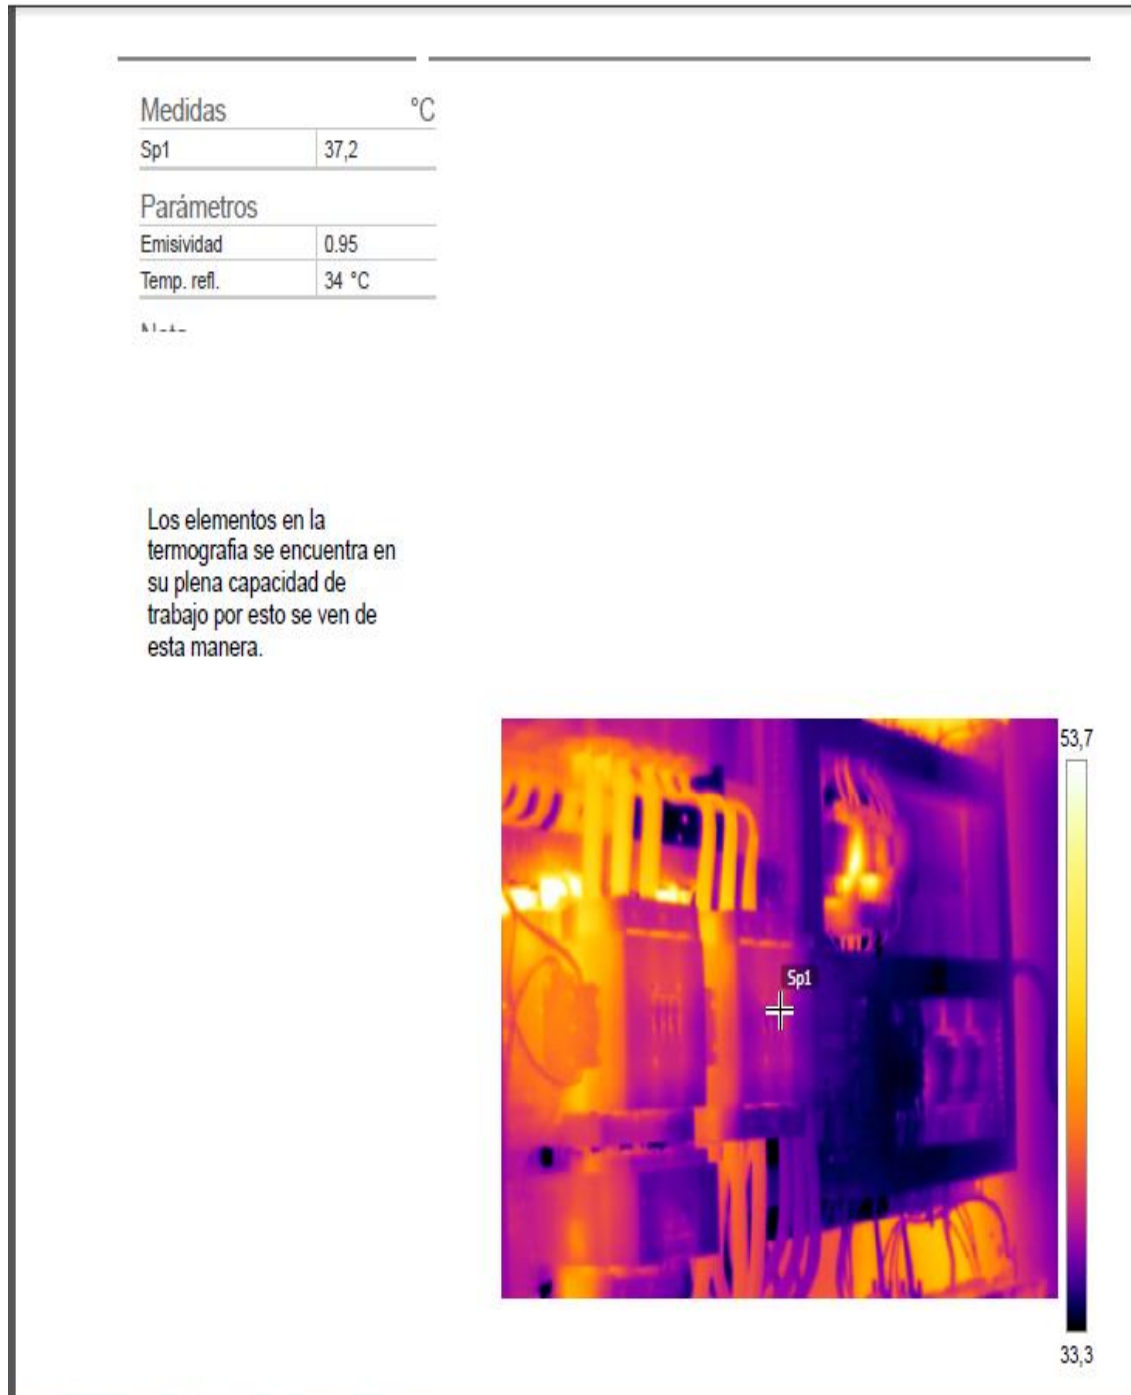 Medidas °C
Sp1 37,2
Parámetros
Emisividad 0.95
Temp. refl. 34 °C
Los elementos en la
termografia se encuentra en
su plena capacidad de
trabajo por esto se ven de
esta manera.
53,7
Sp1
33,3